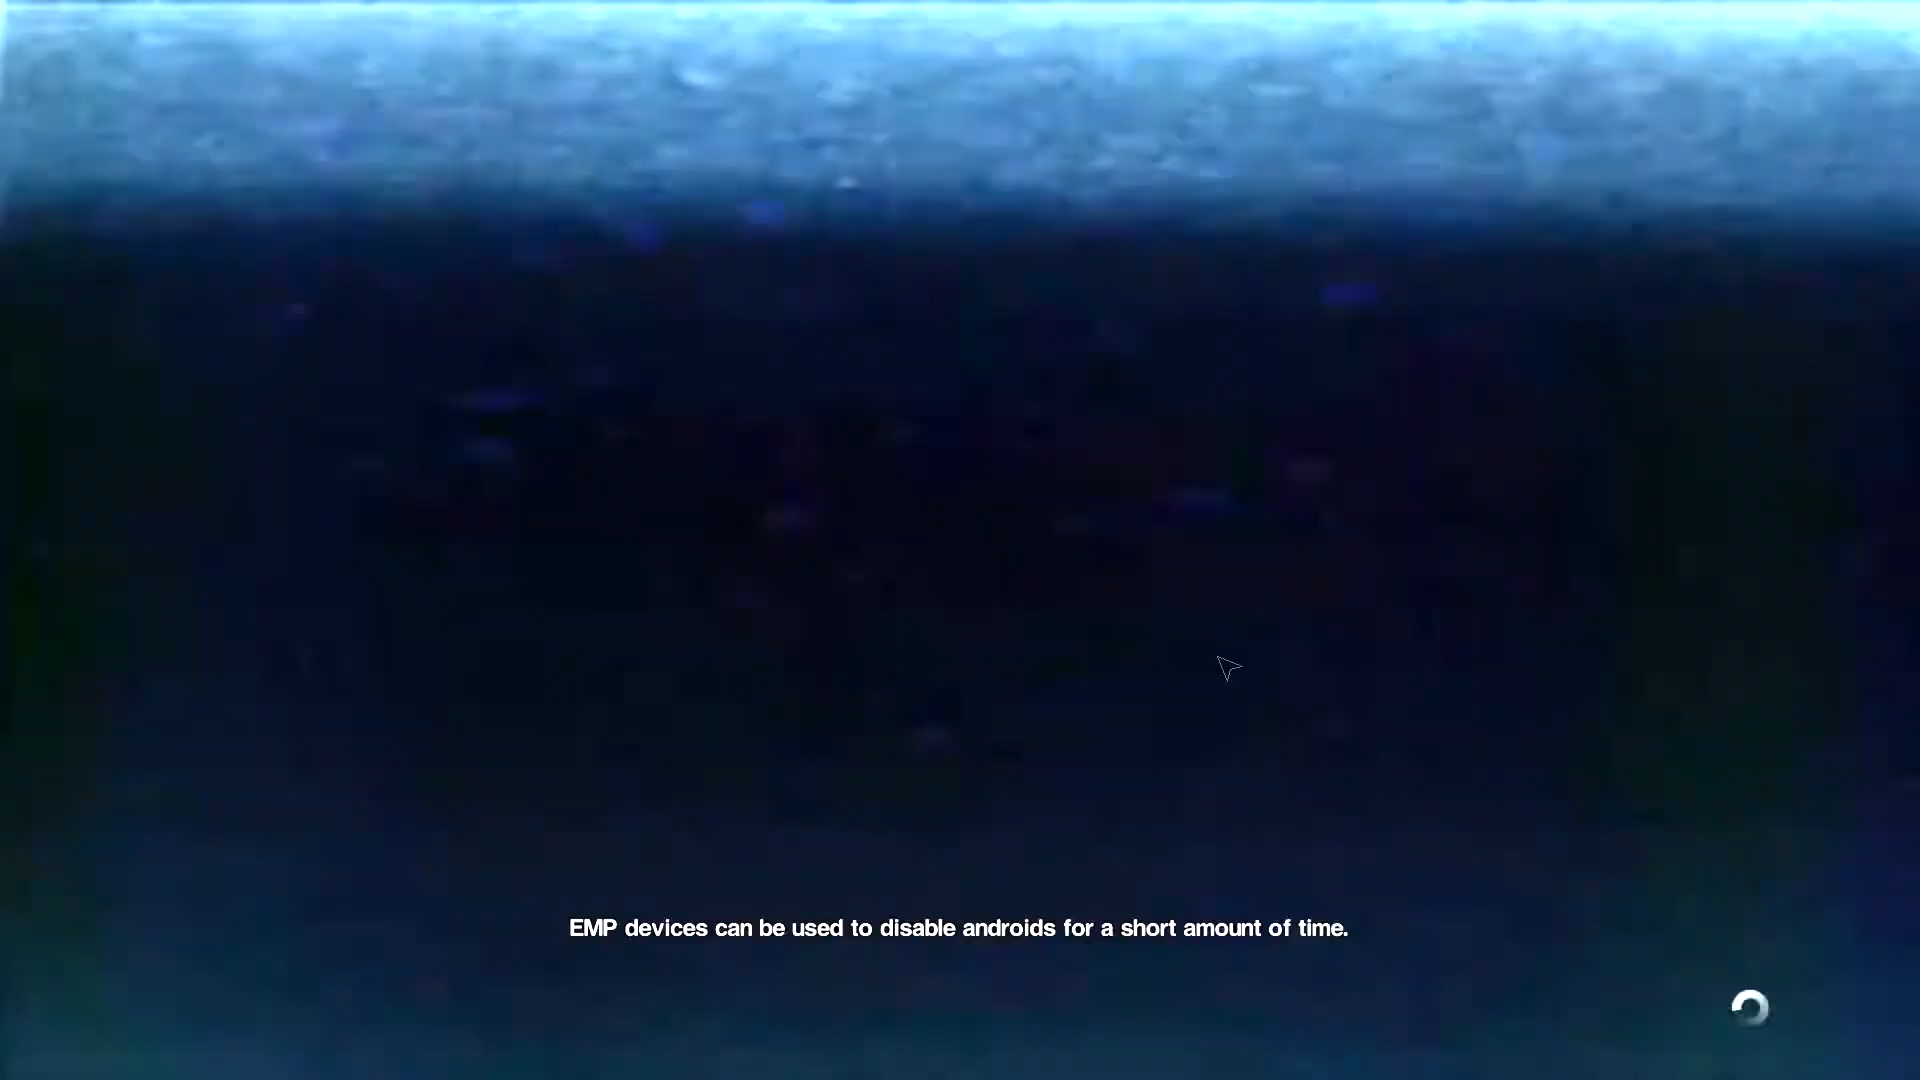 EMP devices can be used to disable androids for a short amount of time.